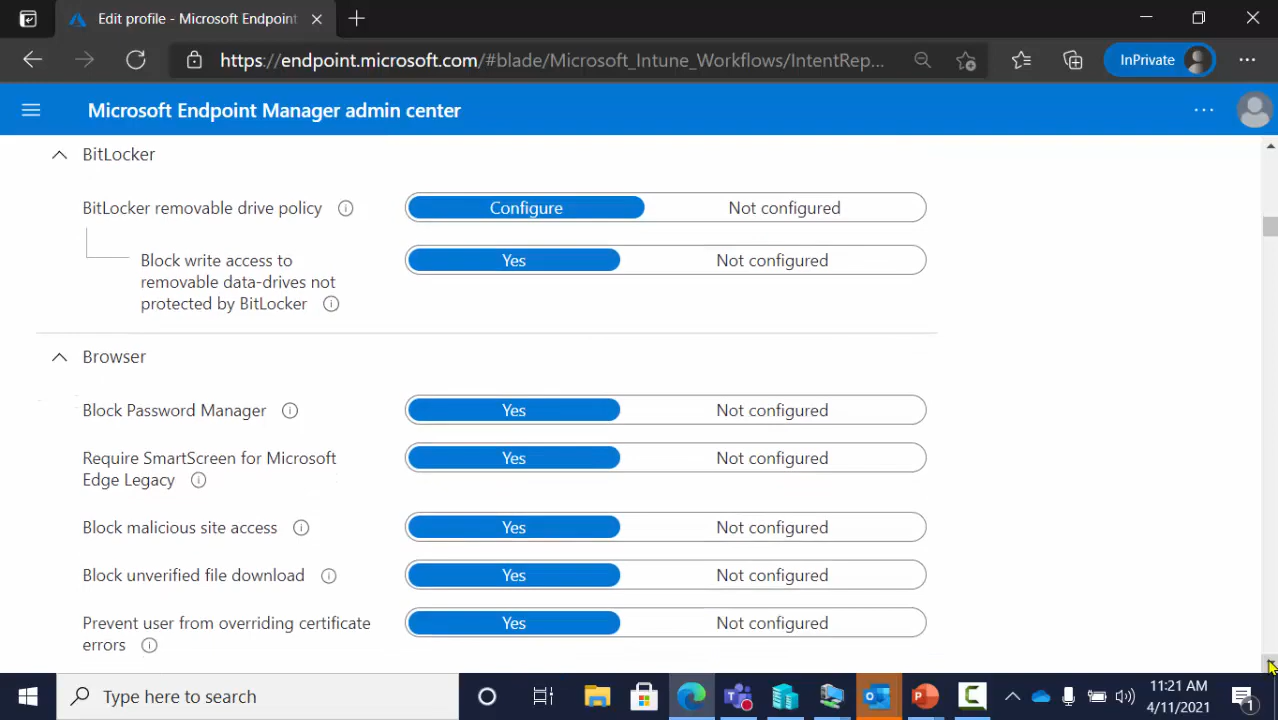 Edit profile - Microsoft Endpoint
https://endpoint.microsoft.com/#blade/Microsoft_Intune_Workflows/IntentRep...
InPrivate
Microsoft Endpoint Manager admin center
BitLocker
BitLocker removable drive policy
Configure
Not configured
Block write access to
removable data-drives not
protected by BitLocker
Yes
Not configured
Browser
Block Password Manager
Yes
Not configured
Require SmartScreen for Microsoft
Edge Legacy
Yes
Not configured
Block malicious site access
Yes
Not configured
Block unverified file download
Yes
Not configured
Prevent user from overriding certificate
errors
Yes
Not configured
Type here to search
11:21 AM
4/11/2021
1